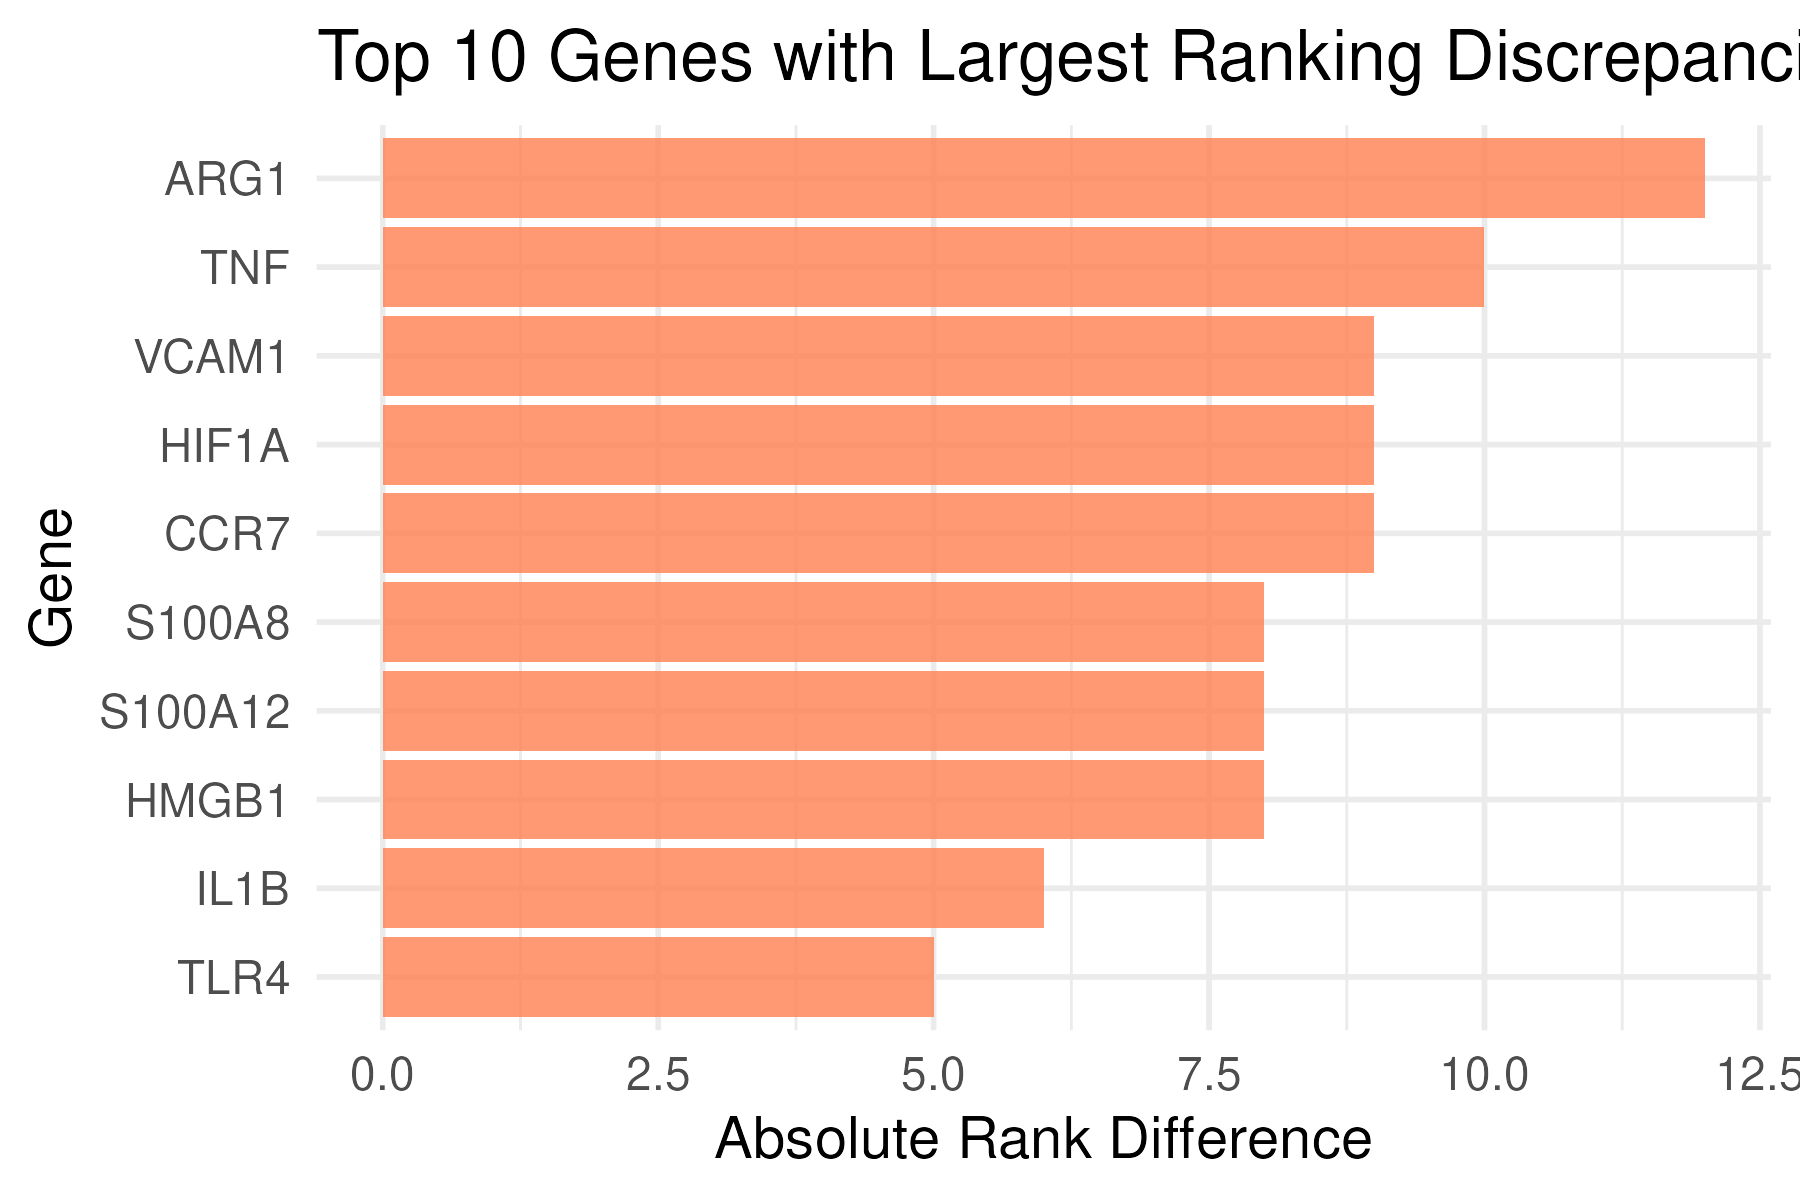 Top 10 Genes with Largest Ranking Discrepanci
ARG1
TNF
VCAM1
HIF1A
CCR7
S100A8
S100A12
HMGB1
IL1B
TLR4
Gene
0.0 2.5 5.0 7.5 10.0 12.5
Absolute Rank Difference